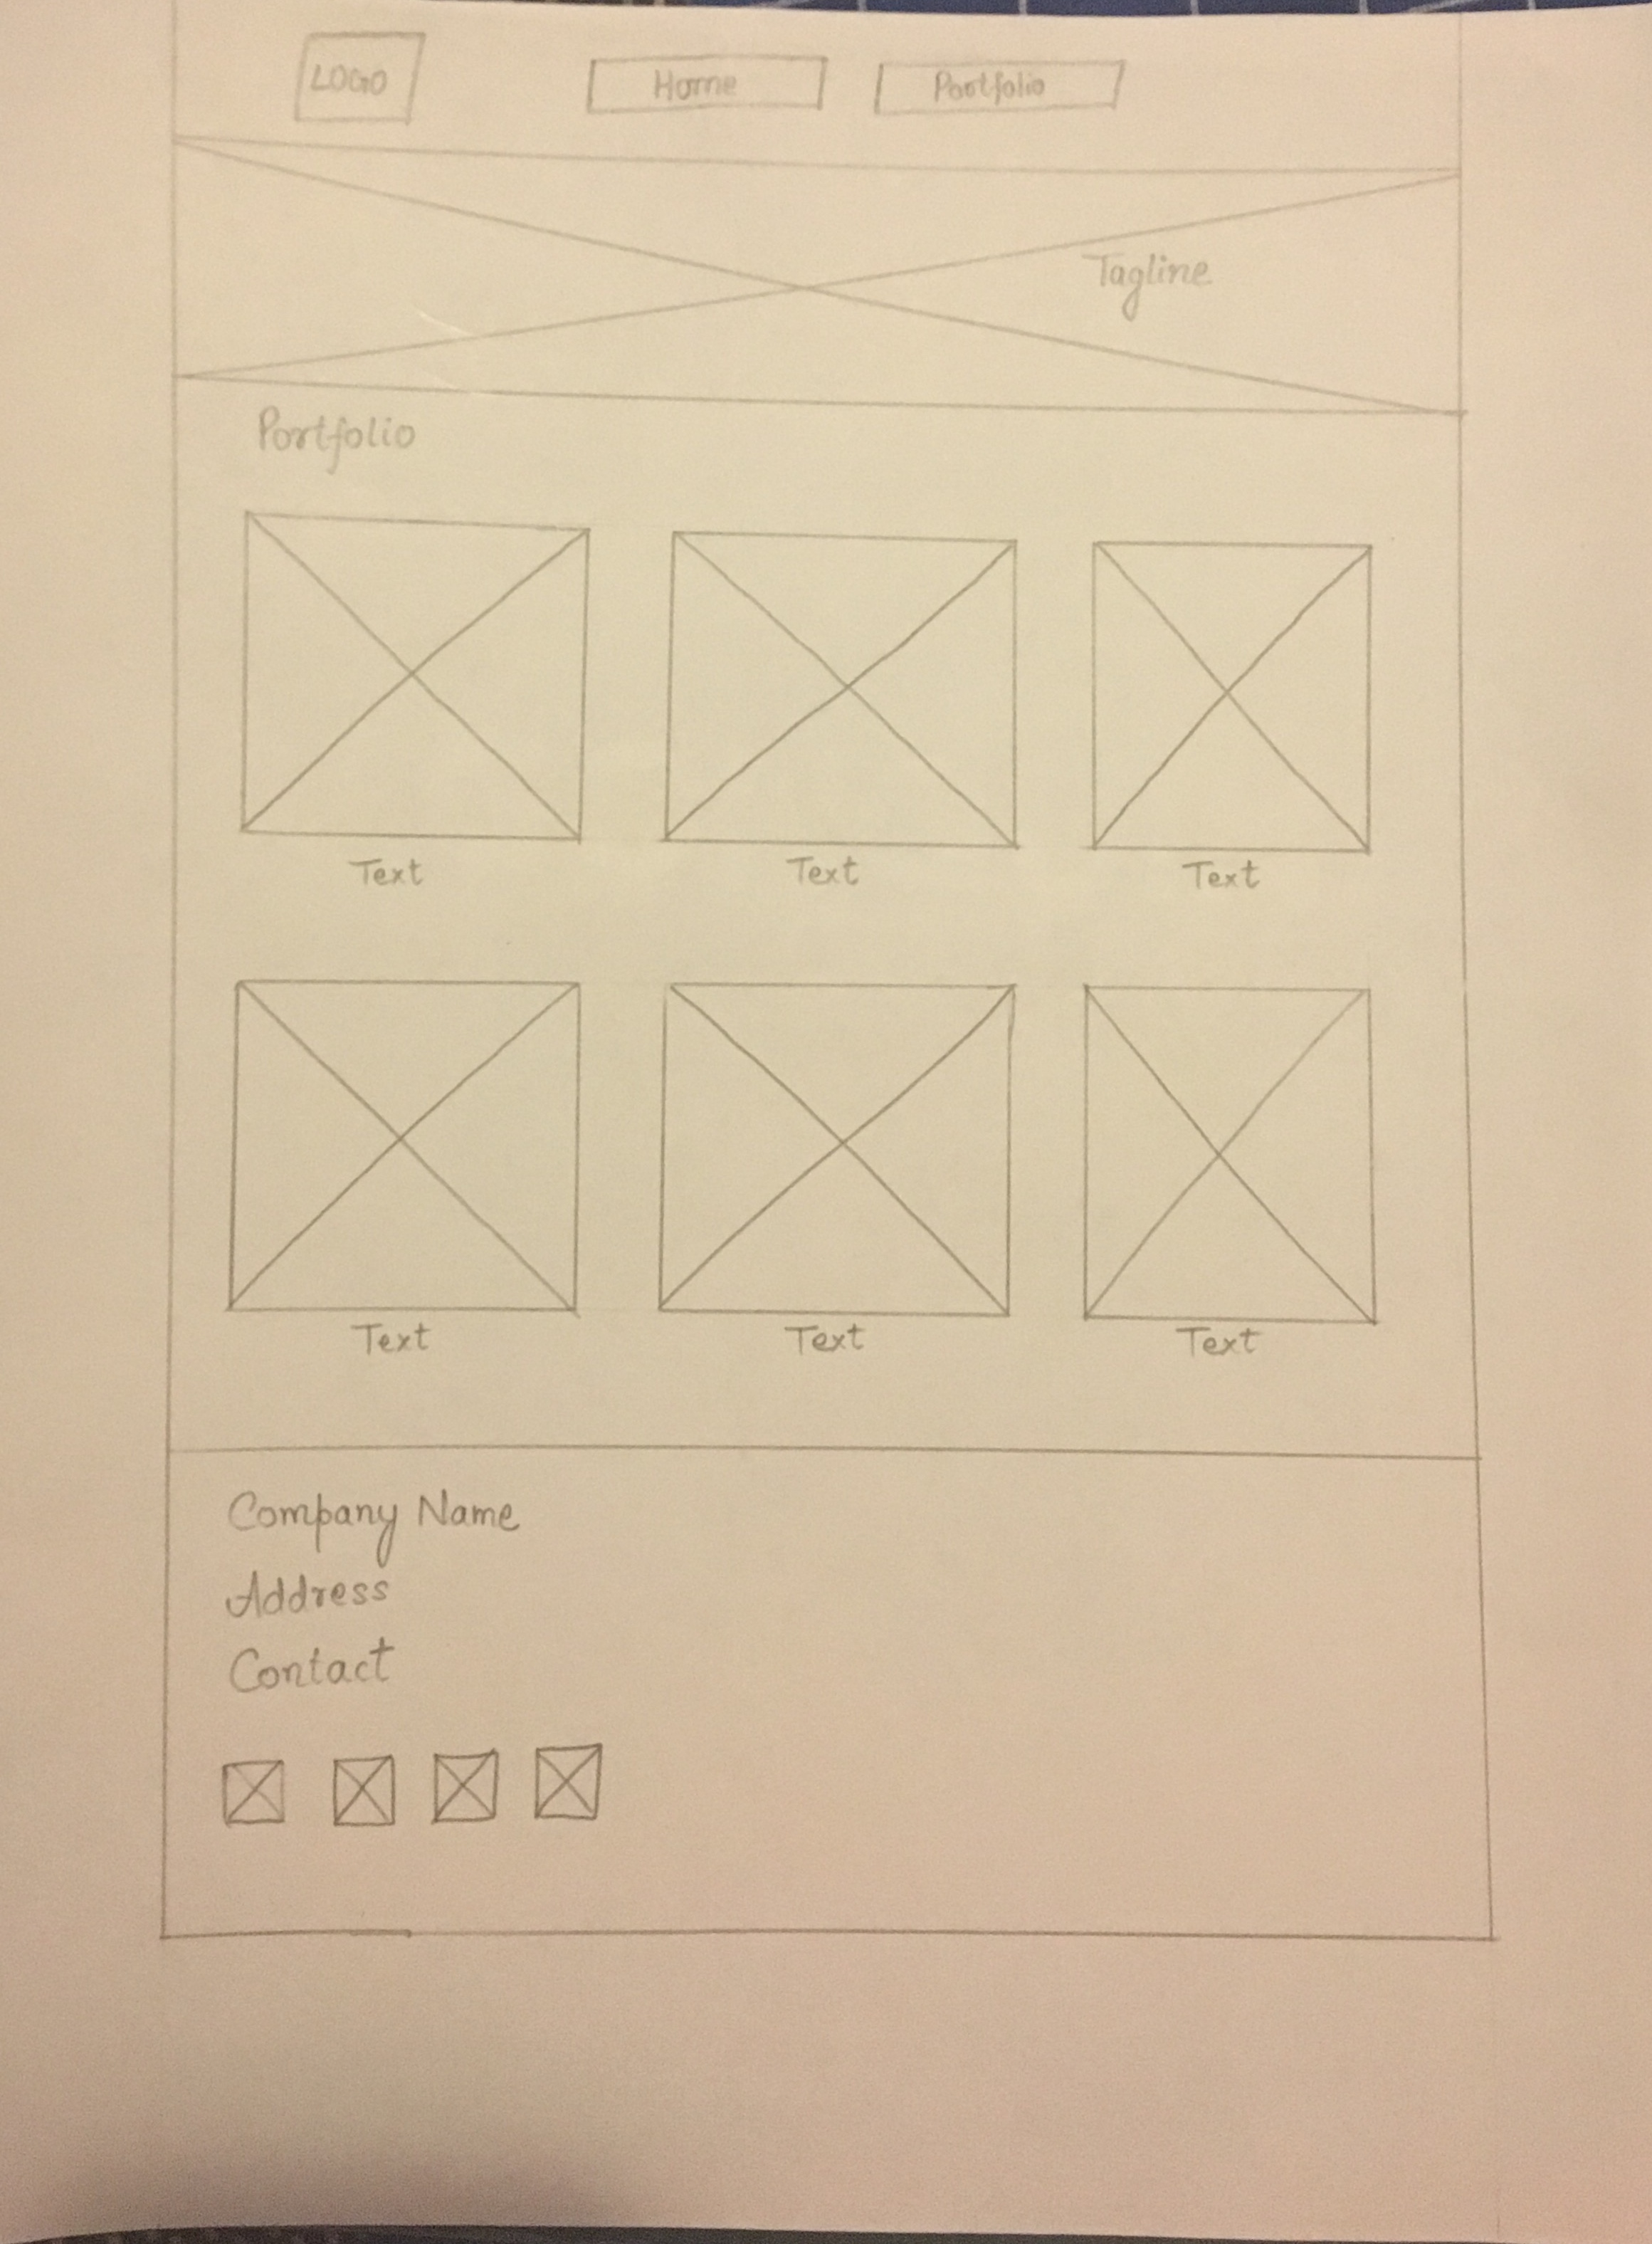 LOGO Home Portfolio
Tagline
Portfolio
Text Text Text
Text Text Text
Company Name
Address
Contact